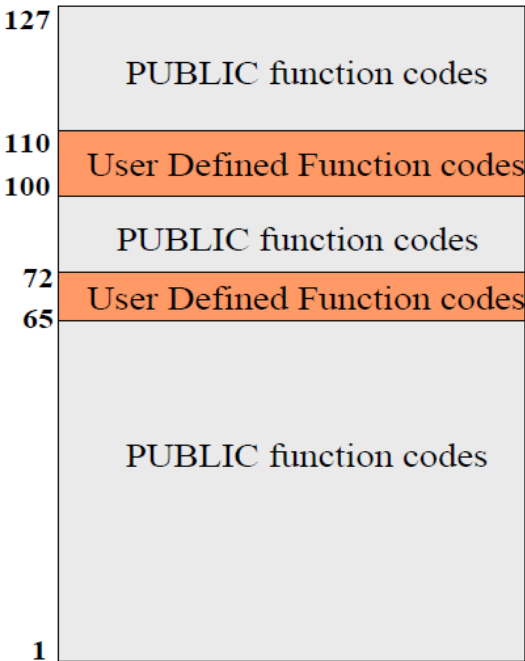 127
PUBLIC function codes
110
User Defined Function codes
100
PUBLIC function codes
72
User Defined Function codes
65
PUBLIC function codes
1